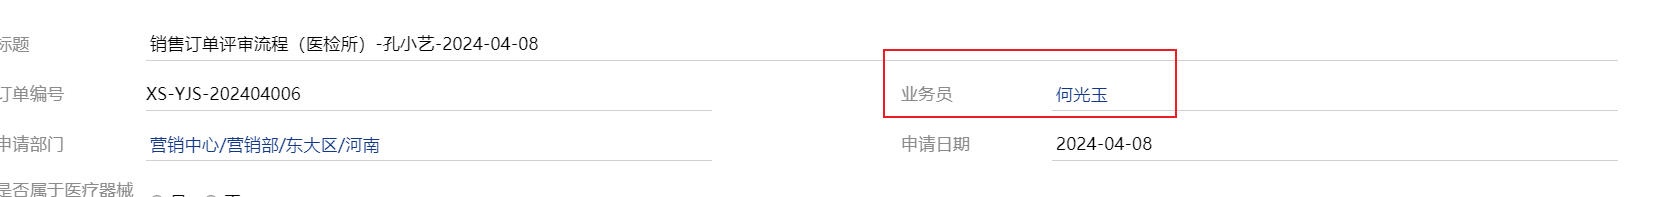 标题 销售订单评审流程（医检所）-孔小艺-2024-04-08
订单编号 XS-YJS-202404006 业务员 何光玉
申请部门 营销中心/营销部/东大区/河南 申请日期 2024-04-08
是否属于医疗器械